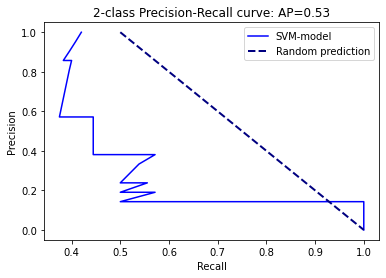 2-class Precision-Recall curve: AP=0.53
SVM-model
Random prediction
Precision
1.0
0.8
0.6
0.4
0.2
0.0
0.4 0.5 0.6 0.7 0.8 0.9 1.0
Recall